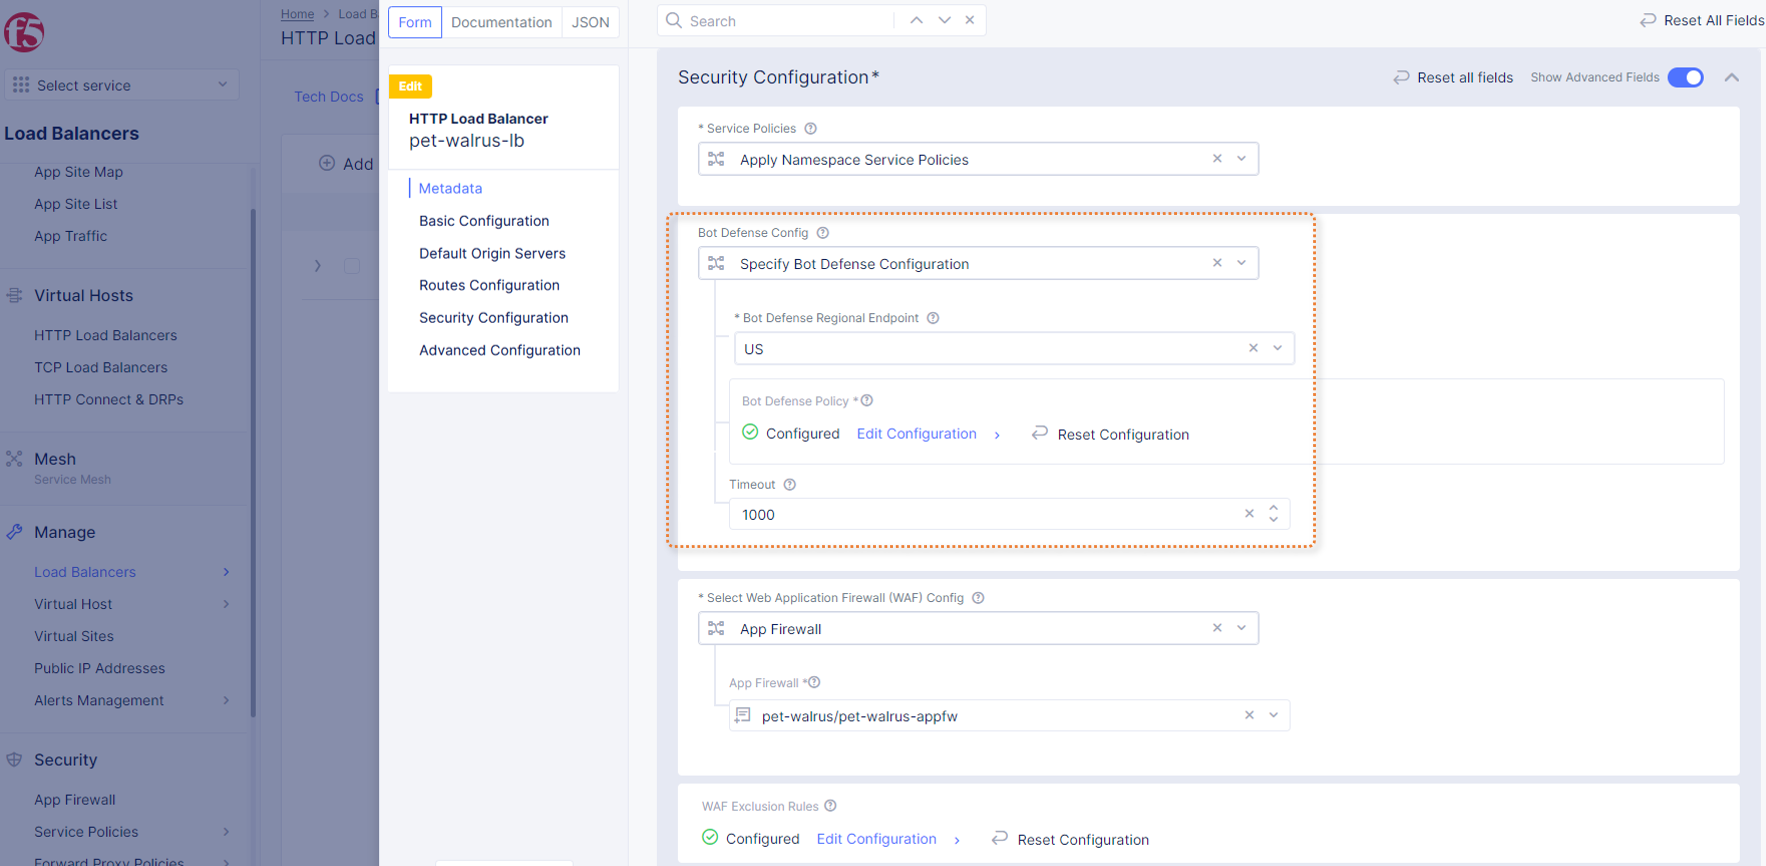 f5
Select service
Load Balancers
App Site Map
App Site List
App Traffic
Virtual Hosts
HTTP Load Balancers
TCP Load Balancers
HTTP Connect & DRPs
Mesh
Service Mesh
Manage
Load Balancers
Virtual Host
Virtual Sites
Public IP Addresses
Alerts Management
Security
App Firewall
Service Policies
Forward Proxy Policies
Home > Load B
HTTP Load
Tech Docs
Add
Form Documentation JSON
Edit
HTTP Load Balancer
pet-walrus-lb
Metadata
Basic Configuration
Default Origin Servers
Routes Configuration
Security Configuration
Advanced Configuration
Search
Reset All Fields
Security Configuration*
Reset all fields Show Advanced Fields
* Service Policies
Apply Namespace Service Policies
Bot Defense Config
Specify Bot Defense Configuration
* Bot Defense Regional Endpoint
US
Bot Defense Policy *
Configured Edit Configuration > Reset Configuration
Timeout
1000
* Select Web Application Firewall (WAF) Config
App Firewall
App Firewall *
pet-walrus/pet-walrus-appfw
WAF Exclusion Rules
Configured Edit Configuration > Reset Configuration